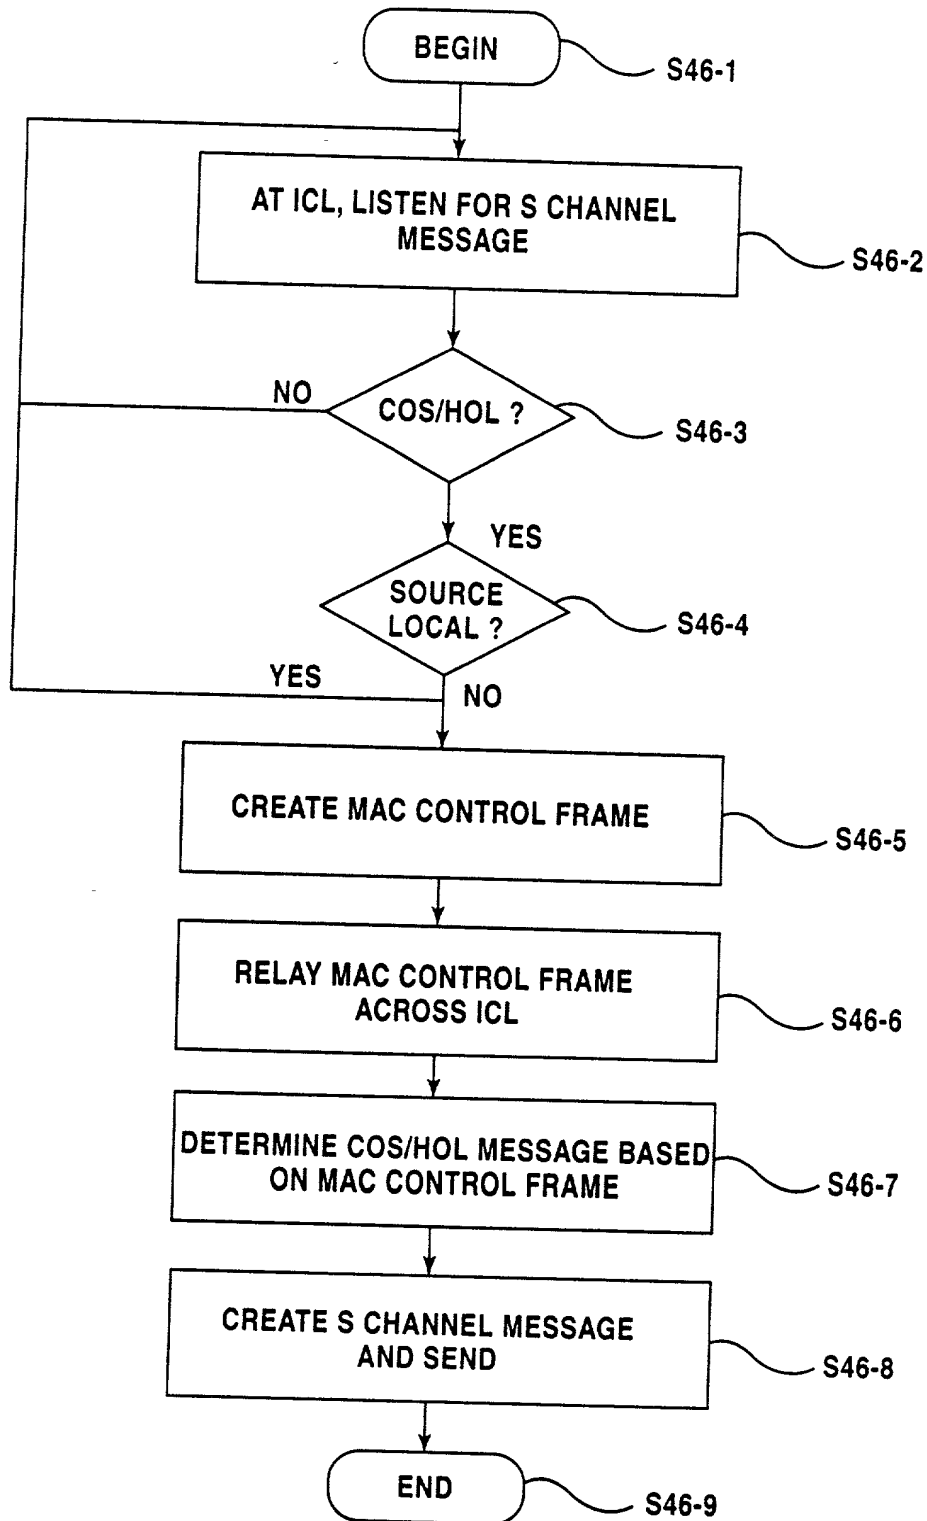 BEGIN
S46-1
AT ICL, LISTEN FOR S CHANNEL
MESSAGE
S46-2
NO
COS/HOL ?
S46-3
YES
SOURCE
LOCAL ?
S46-4
YES
NO
CREATE MAC CONTROL FRAME
S46-5
RELAY MAC CONTROL FRAME
ACROSS ICL
S46-6
DETERMINE COS/HOL MESSAGE BASED
ON MAC CONTROL FRAME
S46-7
CREATE S CHANNEL MESSAGE
AND SEND
S46-8
END
S46-9